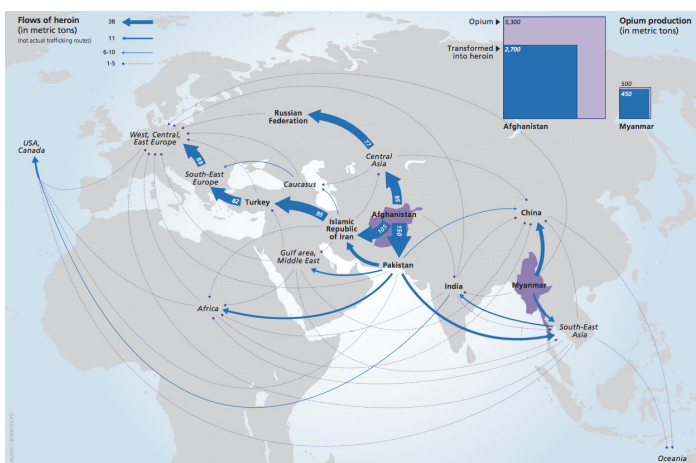 Flows of heroin
(in metric tons)
(not actual trafficking routes)
38
11
6-10
1-5
Opium
5,300
Transformed
into heroin
2,700
Afghanistan
Opium production
(in metric tons)
500
450
Myanmar
USA,
Canada
West, Central,
East Europe
88
South-East
Europe
82
Turkey
95
Caucasus
Russian
Federation
77
Central
Asia
95
Afghanistan
105
150
Islamic
Republic
of Iran
Pakistan
Gulf area,
Middle East
Africa
India
China
Myanmar
South-East
Asia
Oceania